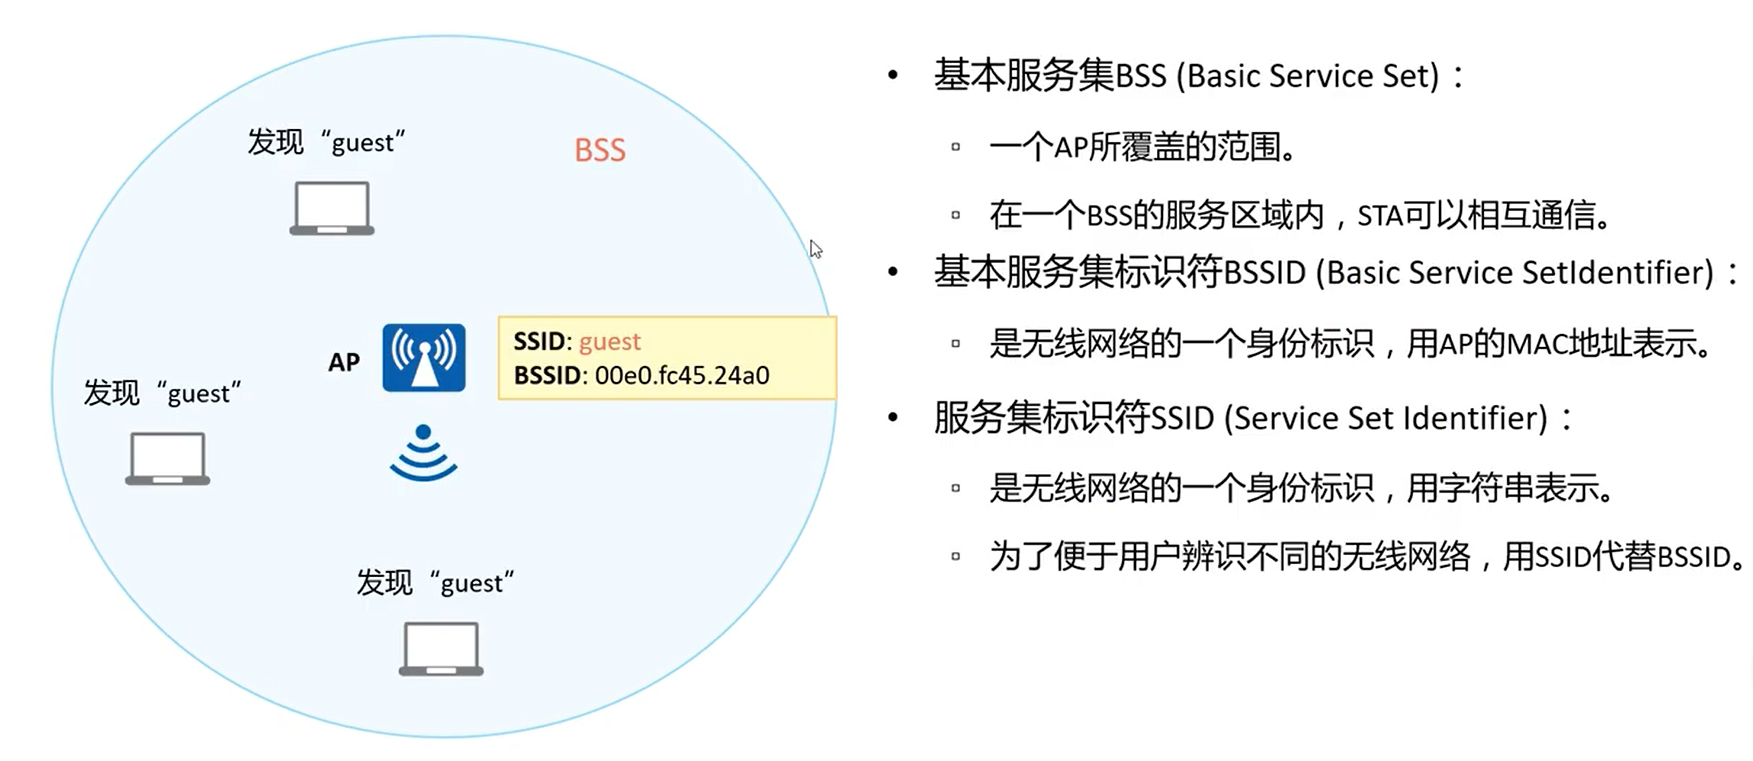 发现“guest”
BSS
AP
SSID: guest
BSSID: 00e0.fc45.24a0
发现“guest”
发现“guest”
• 基本服务集BSS (Basic Service Set)：
▫ 一个AP所覆盖的范围。
▫ 在一个BSS的服务区域内，STA可以相互通信。
• 基本服务集标识符BSSID (Basic Service SetIdentifier)：
▫ 是无线网络的一个身份标识，用AP的MAC地址表示。
• 服务集标识符SSID (Service Set Identifier)：
▫ 是无线网络的一个身份标识，用字符串表示。
▫ 为了便于用户辨识不同的无线网络，用SSID代替BSSID。